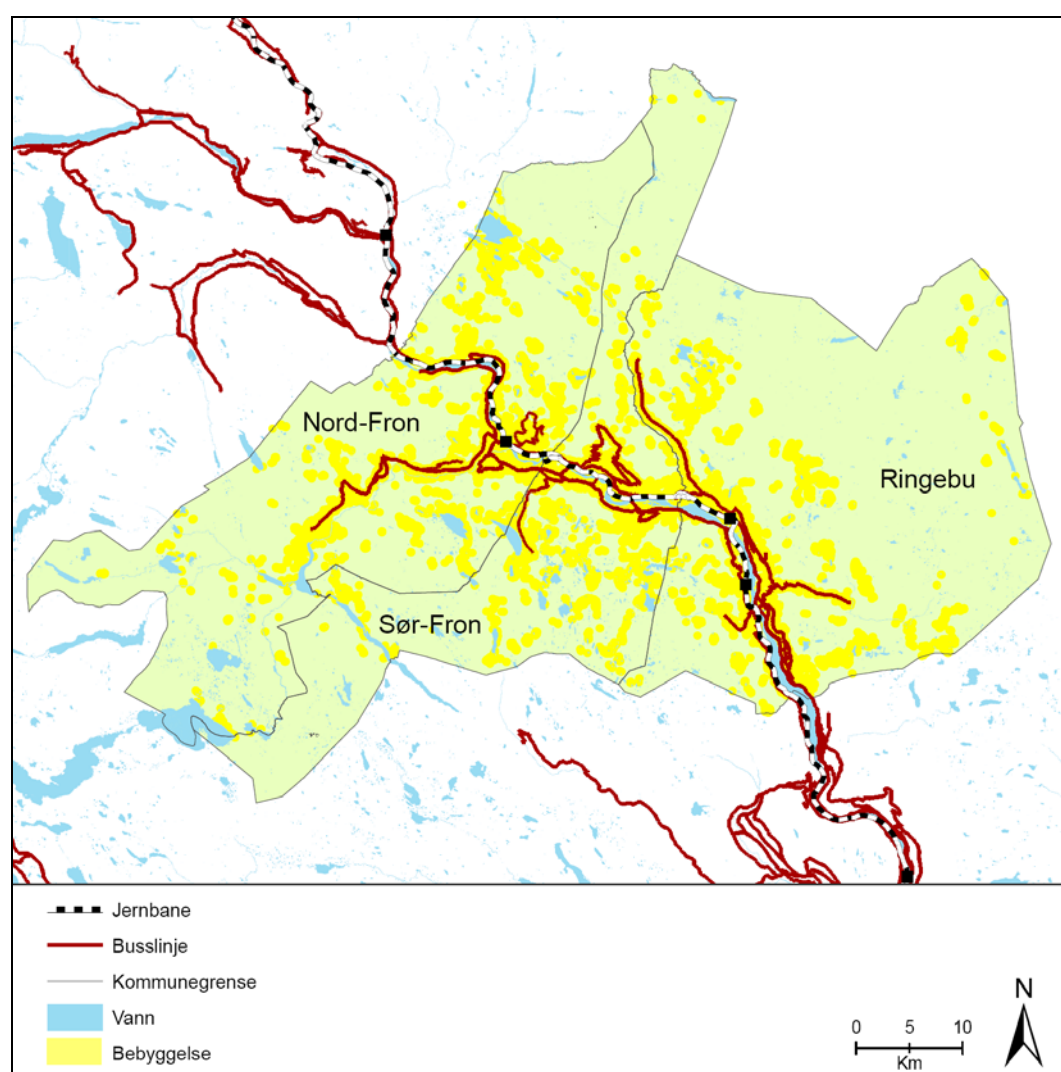 Nord-Fron
Ringebu
Sør-Fron
Jernbane
Busslinje
Kommunegrense
Vann
Bebyggelse
0 5 10
Km
N